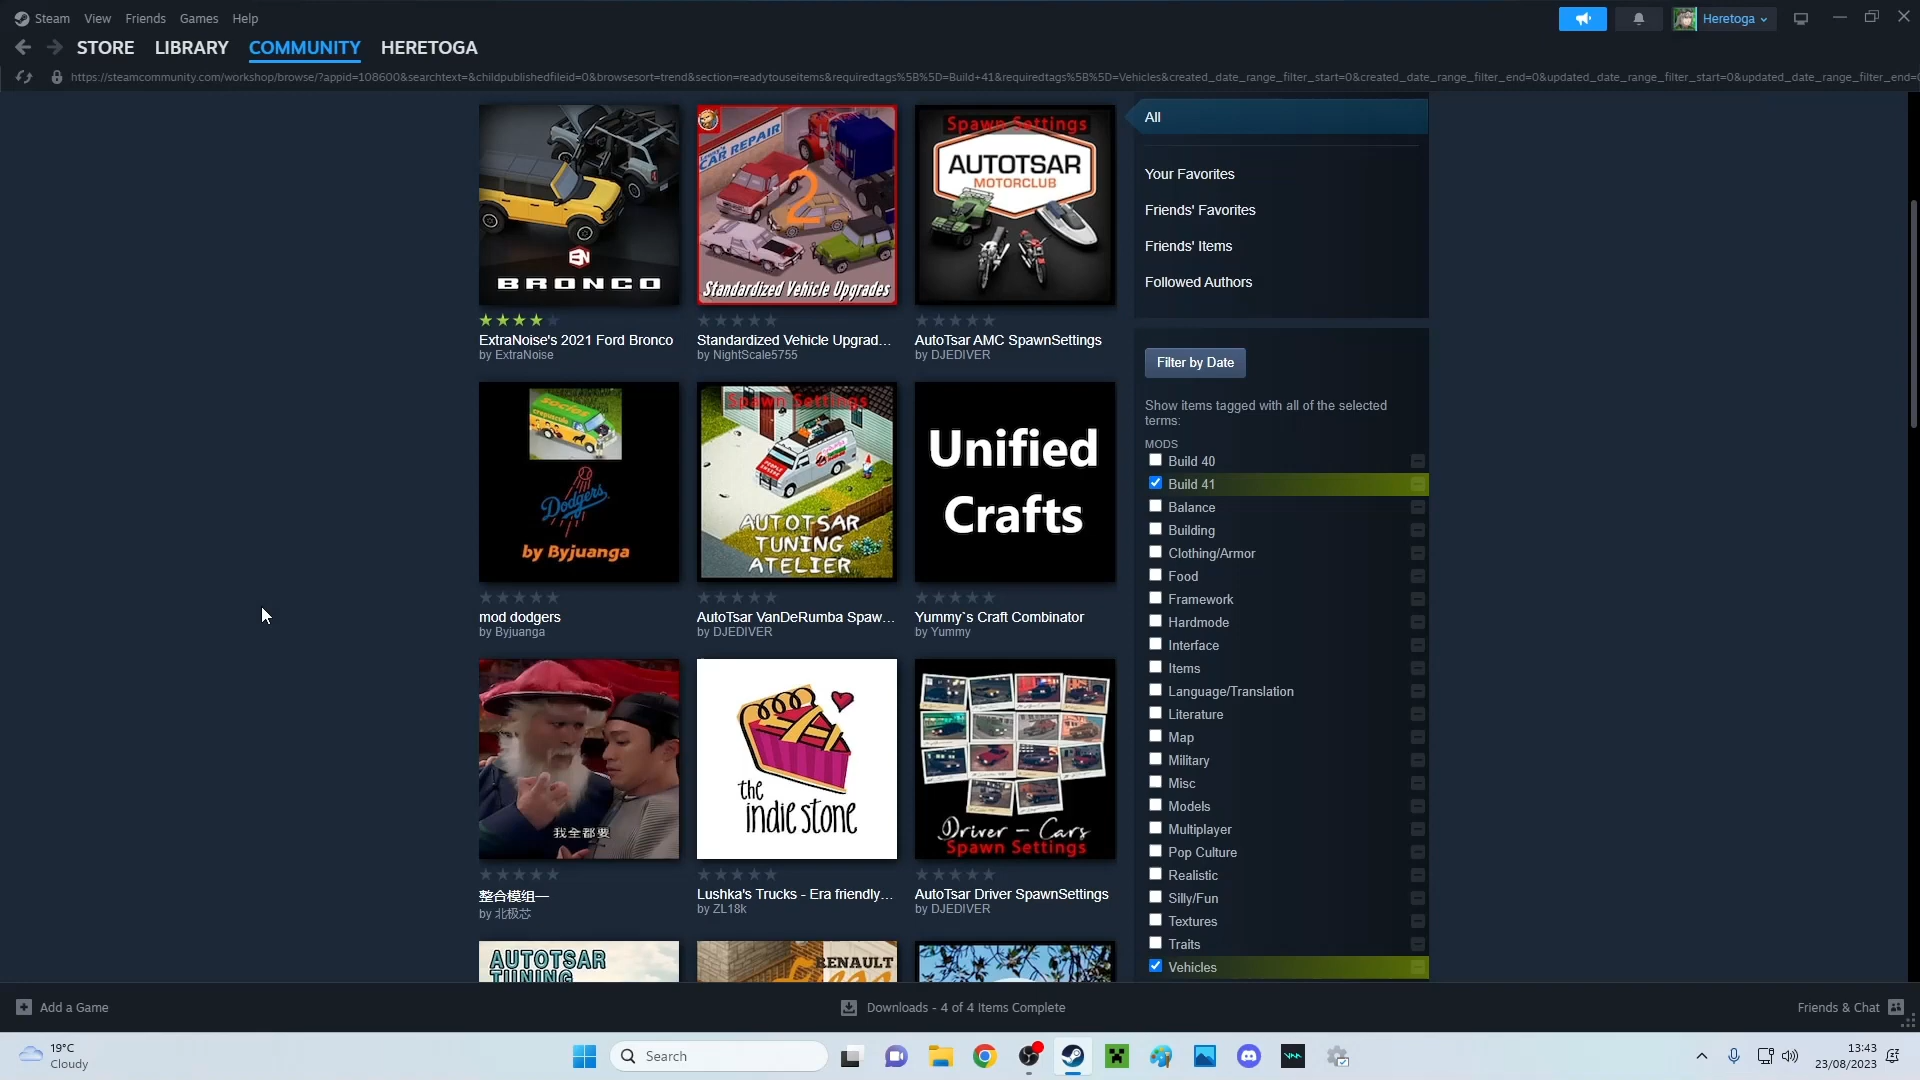 Steam View Friends Games Help
Heretoga
STORE LIBRARY COMMUNITY HERETOGA
https://steamcommunity.com/workshop/browse/?appid=108600&searchtext=&childpublishedfileid=0&browsesort=trend&section=readytouseitems&requiredtags%5B%5D=Build+41&requiredtags%5B%5D=Vehicles&created_date_range_filter_start=0&created_date_range_filter_end=0&updated_date_range_filter_start=0&updated_date_range_filter_end=0
BRONCO
ExtraNoise's 2021 Ford Bronco
by ExtraNoise
CAR REPAIR
2
Standardized Vehicle Upgrades
Standardized Vehicle Upgrad...
by NightScale5755
Spawn Settings
AUTOTSAR
MOTORCLUB
AutoTsar AMC SpawnSettings
by DJEDIVER
SOCIOS
Dodgers
by Byjuanga
mod dodgers
by Byjuanga
Spawn Settings
AUTOTSAR
TUNING
ATELIER
AutoTsar VanDeRumba Spaw...
by DJEDIVER
Unified
Crafts
Yummy`s Craft Combinator
by Yummy
我全都要
整合模组一
by 北极芯
the
indie stone
Lushka's Trucks - Era friendly...
by ZL18k
Driver - Cars
Spawn Settings
AutoTsar Driver SpawnSettings
by DJEDIVER
AUTOTSAR
TUNING
RENAULT
All
Your Favorites
Friends' Favorites
Friends' Items
Followed Authors
Filter by Date
Show items tagged with all of the selected
terms:
MODS
Build 40
Build 41
Balance
Building
Clothing/Armor
Food
Framework
Hardmode
Interface
Items
Language/Translation
Literature
Map
Military
Misc
Models
Multiplayer
Pop Culture
Realistic
Silly/Fun
Textures
Traits
Vehicles
Add a Game
Downloads - 4 of 4 Items Complete
Friends & Chat
19°C
Cloudy
Search
13:43
23/08/2023